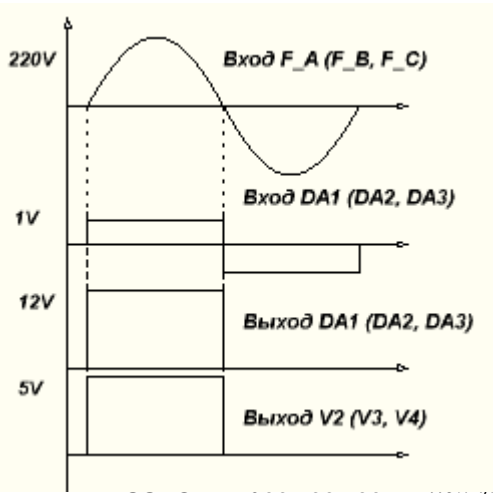 220V
Вход F_A (F_B, F_C)
Вход DA1 (DA2, DA3)
1V
12V
Выход DA1 (DA2, DA3)
5V
Выход V2 (V3, V4)